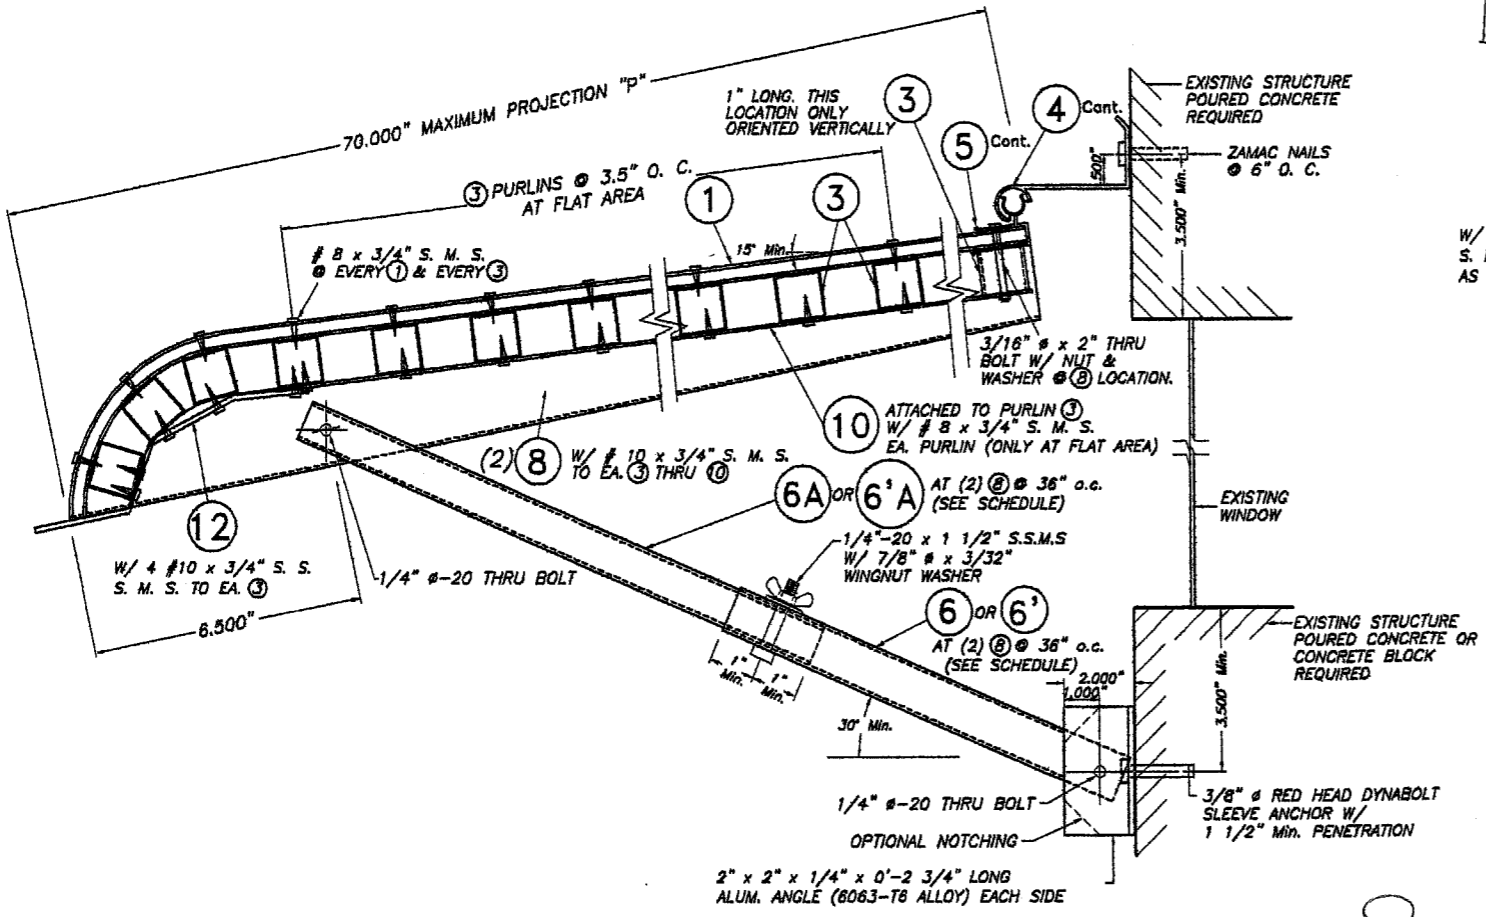 70.000" MAXIMUM PROJECTION "P"
③ PURLINS @ 3.5" O. C.
AT FLAT AREA
# 8 x 3/4" S. M. S.
@ EVERY ① & EVERY ③
1" LONG. THIS
LOCATION ONLY
ORIENTED VERTICALLY
3
5 Cont.
4 Cont.
1
3
15° Min.
.500"
3.500" Min.
EXISTING STRUCTURE
POURED CONCRETE
REQUIRED
ZAMAC NAILS
@ 6" O. C.
W/
S.
AS
3/16" ø x 2" THRU
BOLT W/ NUT &
WASHER @ ⑧ LOCATION.
10
ATTACHED TO PURLIN ③
W/ # 8 x 3/4" S. M. S.
EA. PURLIN (ONLY AT FLAT AREA)
(2) 8
W/ # 10 x 3/4" S. M. S.
TO EA. ③ THRU ⑩
6A OR 6'A
AT (2) ⑧ @ 36" o.c.
(SEE SCHEDULE)
EXISTING
WINDOW
12
W/ 4 #10 x 3/4" S. S.
S. M. S. TO EA. ③
6.500"
1/4" ø-20 THRU BOLT
1/4"-20 x 1 1/2" S.S.M.S
W/ 7/8" ø x 3/32"
WINGNUT WASHER
6 OR 6'
AT (2) ⑧ @ 36" o.c.
(SEE SCHEDULE)
1"
Min.
1"
Min.
30° Min.
2.000"
1.000"
3.500" Min.
EXISTING STRUCTURE
POURED CONCRETE OR
CONCRETE BLOCK
REQUIRED
1/4" ø-20 THRU BOLT
OPTIONAL NOTCHING
3/8" ø RED HEAD DYNABOLT
SLEEVE ANCHOR W/
1 1/2" Min. PENETRATION
2" x 2" x 1/4" x 0'-2 3/4" LONG
ALUM. ANGLE (6063-T6 ALLOY) EACH SIDE